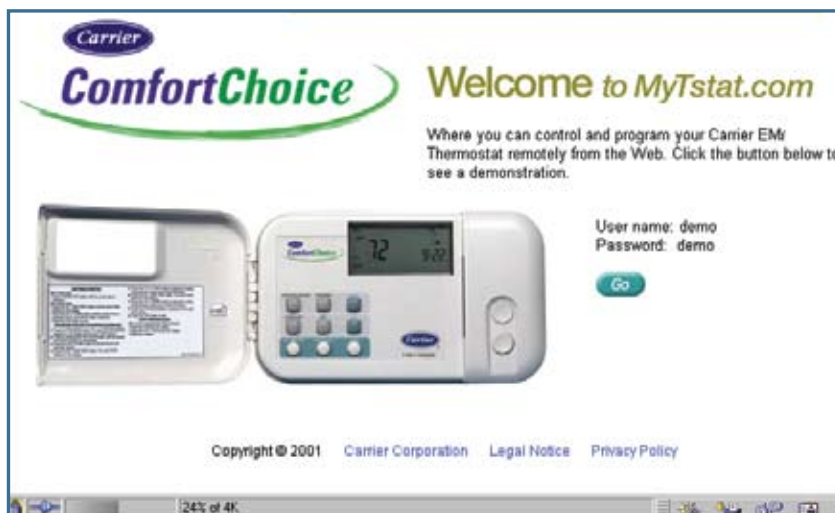 Carrier
ComfortChoice
Welcome to MyTstat.com
Where you can control and program your Carrier EMi
Thermostat remotely from the Web. Click the button below to
see a demonstration.
User name: demo
Password: demo
Go
ComfortChoice
72
9:22
Carrier
Copyright © 2001 Carrier Corporation Legal Notice Privacy Policy
24% of 4K